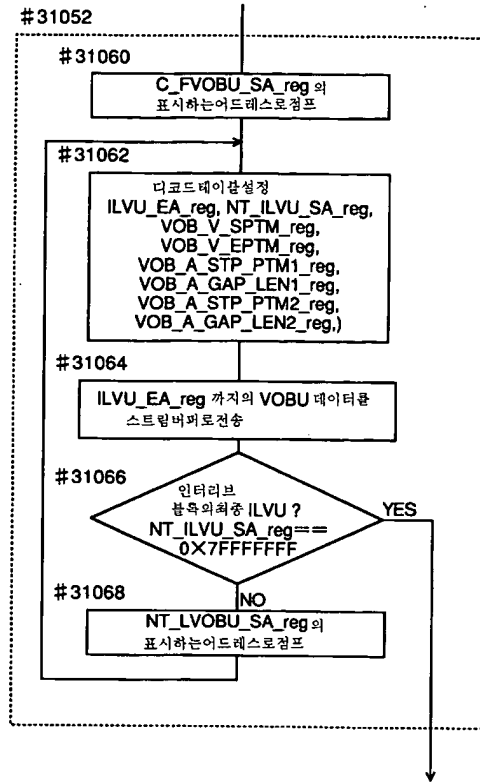 #31052
#31060
C_FVOBU_SA_reg 의
표시하는어드레스로점프
#31062
디코드테이블설정
ILVU_EA_reg, NT_ILVU_SA_reg,
VOB_V_SPTM_reg,
VOB_V_EPTM_reg,
VOB_A_STP_PTM1_reg,
VOB_A_GAP_LEN1_reg,
VOB_A_STP_PTM2_reg,
VOB_A_GAP_LEN2_reg,)
#31064
ILVU_EA_reg 까지의 VOBU 데이터를
스트림버퍼로전송
#31066
인터리브
블록의최종 ILVU ?
NT_ILVU_SA_reg==
0X7FFFFFFF
YES
NO
#31068
NT_LVOBU_SA_reg 의
표시하는어드레스로점프